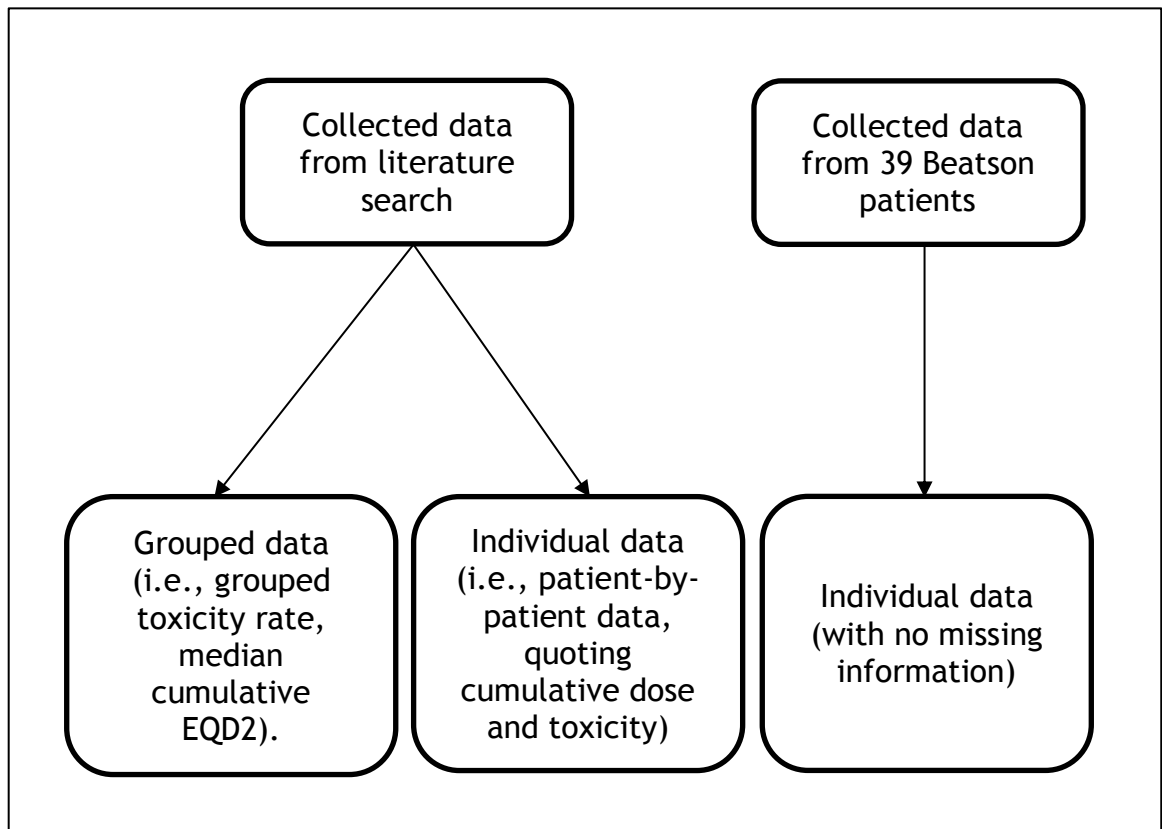 Collected data
from literature
search
Collected data
from 39 Beatson
patients
Grouped data
(i.e., grouped
toxicity rate,
median
cumulative
EQD2).
Individual data
(i.e., patient-by-
patient data,
quoting
cumulative dose
and toxicity)
Individual data
(with no missing
information)